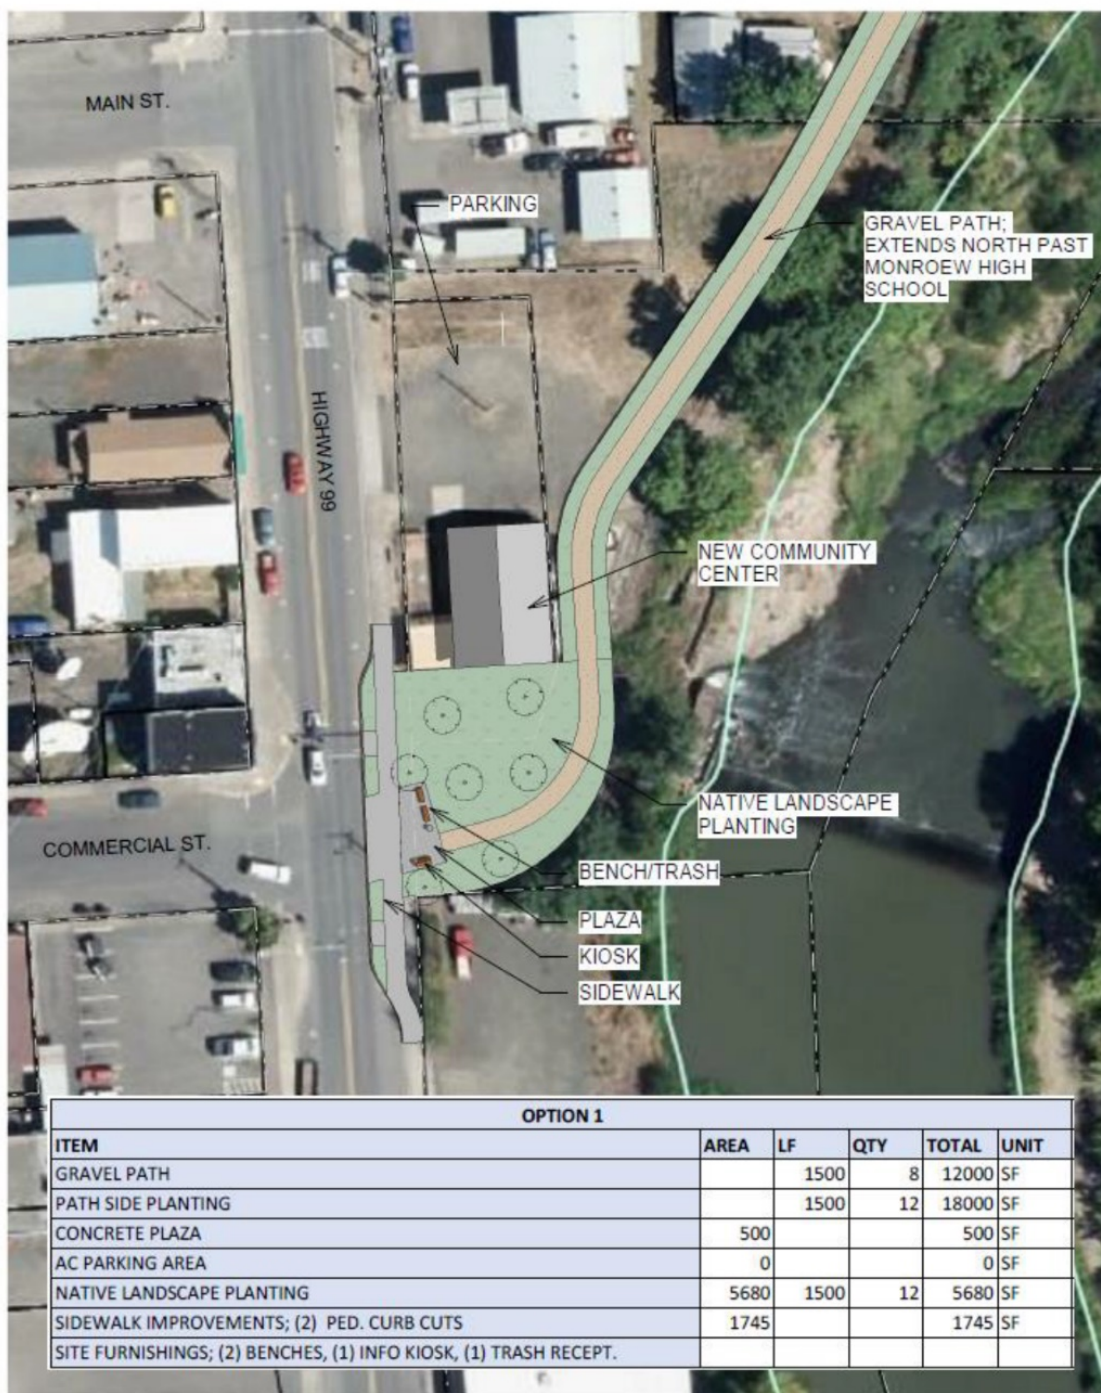 MAIN ST.
PARKING
GRAVEL PATH;
EXTENDS NORTH PAST
MONROEW HIGH
SCHOOL
HIGHWAY 99
NEW COMMUNITY
CENTER
NATIVE LANDSCAPE
PLANTING
COMMERCIAL ST.
BENCH/TRASH
PLAZA
KIOSK
SIDEWALK
OPTION 1
ITEM AREA LF QTY TOTAL UNIT
GRAVEL PATH 1500 8 12000 SF
PATH SIDE PLANTING 1500 12 18000 SF
CONCRETE PLAZA 500 500 SF
AC PARKING AREA 0 0 SF
NATIVE LANDSCAPE PLANTING 5680 1500 12 5680 SF
SIDEWALK IMPROVEMENTS; (2) PED. CURB CUTS 1745 1745 SF
SITE FURNISHINGS; (2) BENCHES, (1) INFO KIOSK, (1) TRASH RECEPT.